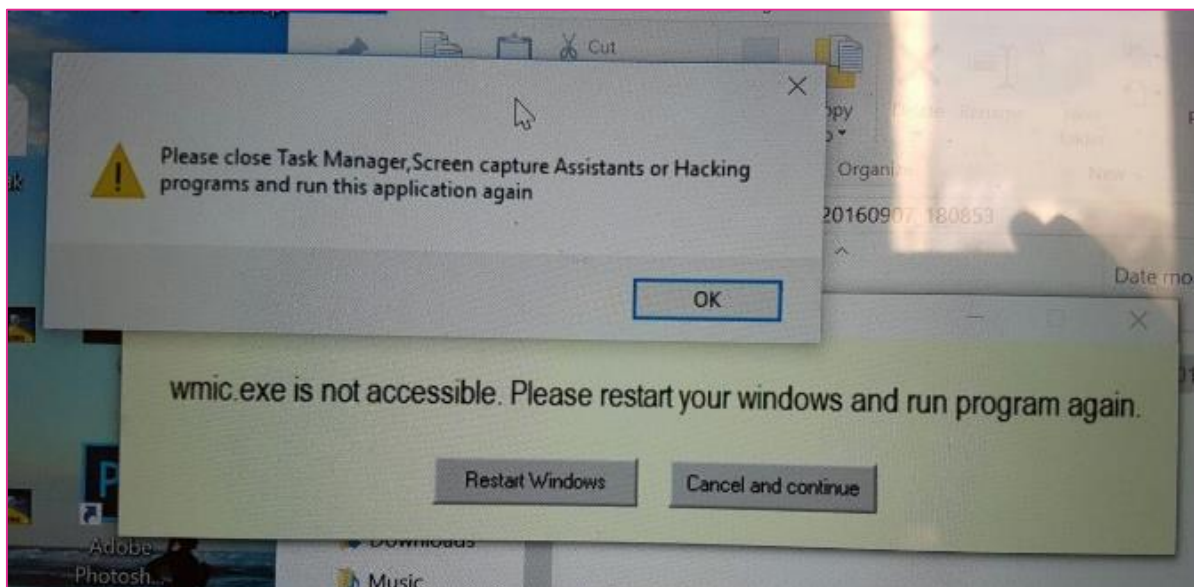 Cut
Please close Task Manager,Screen capture Assistants or Hacking
programs and run this application again
OK
Organi
20160907_180853
Date mo
wmic.exe is not accessible. Please restart your windows and run program again.
Restart Windows
Cancel and continue
Adobe
Photosh...
Downloads
Music